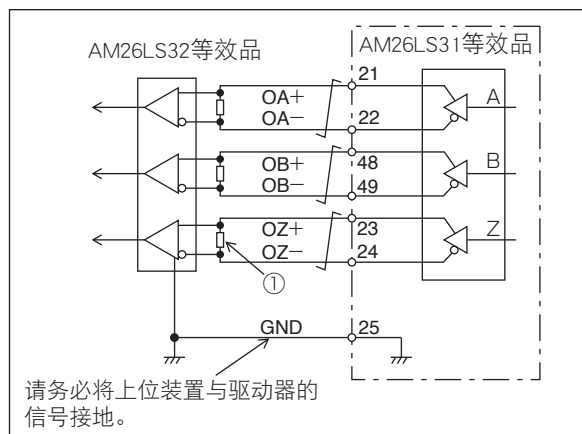 AM26LS32等效品
AM26LS31等效品
21
OA+
A
OA−
22
48
OB+
B
OB−
49
OZ+
23
Z
OZ−
24
①
GND
25
请务必将上位装置与驱动器的
信号接地。